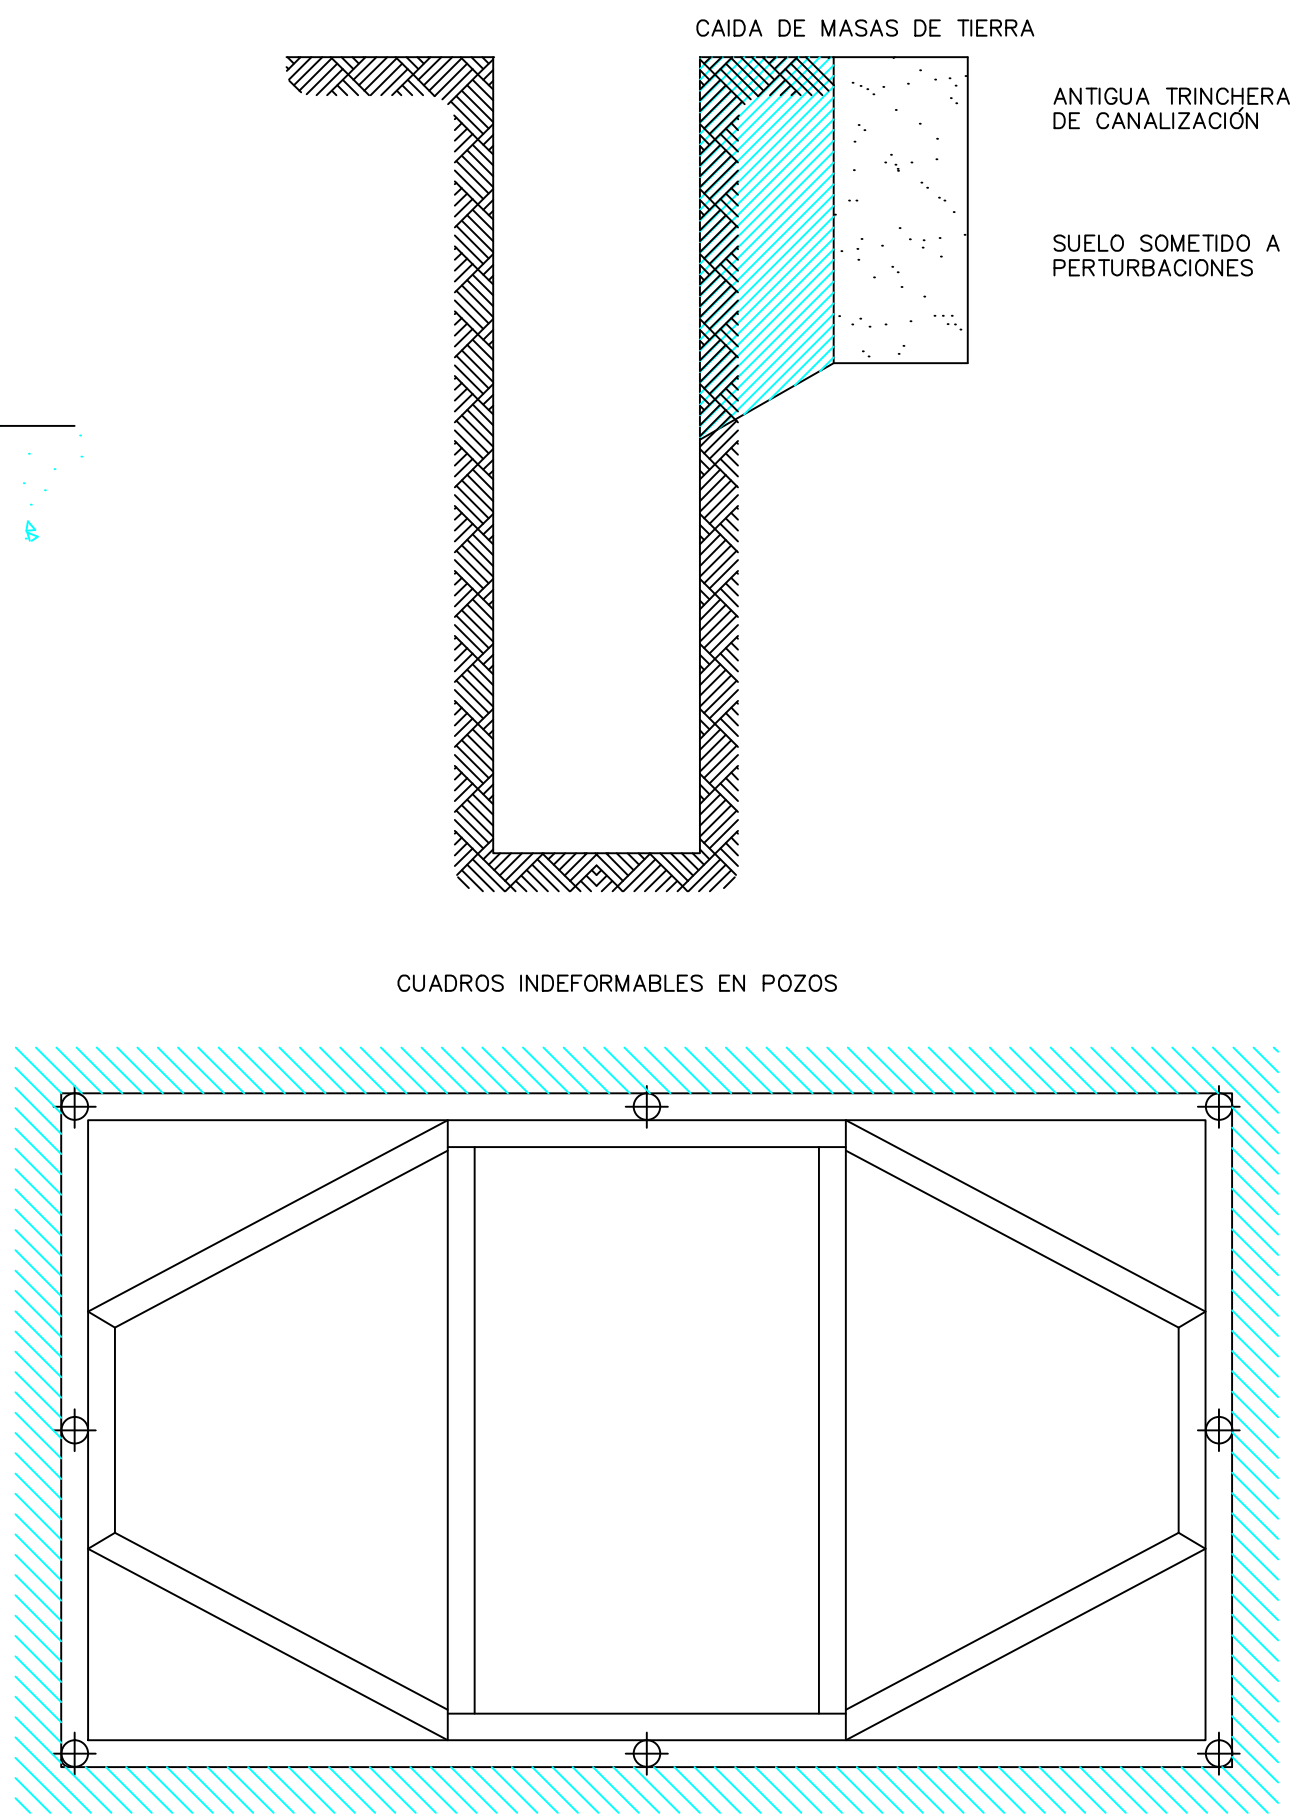 CAIDA DE MASAS DE TIERRA
ANTIGUA TRINCHERA
DE CANALIZACIÓN
SUELO SOMETIDO A
PERTURBACIONES
CUADROS INDEFORMABLES EN POZOS